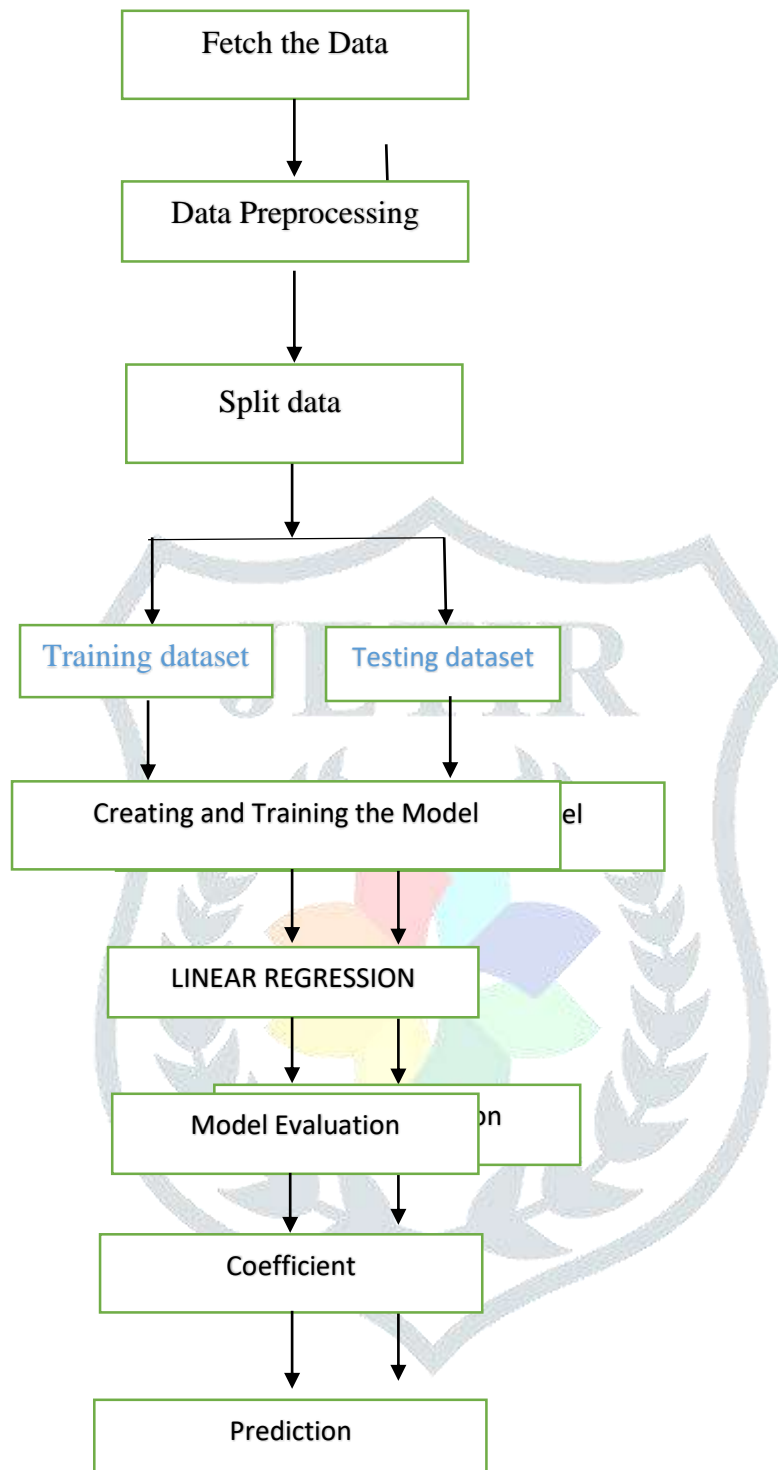 Fetch the Data
Data Preprocessing
Split data
JETIR
Training dataset
Testing dataset
Creating and Training the Model
el
LINEAR REGRESSION
Model Evaluation
on
Coefficient
Prediction